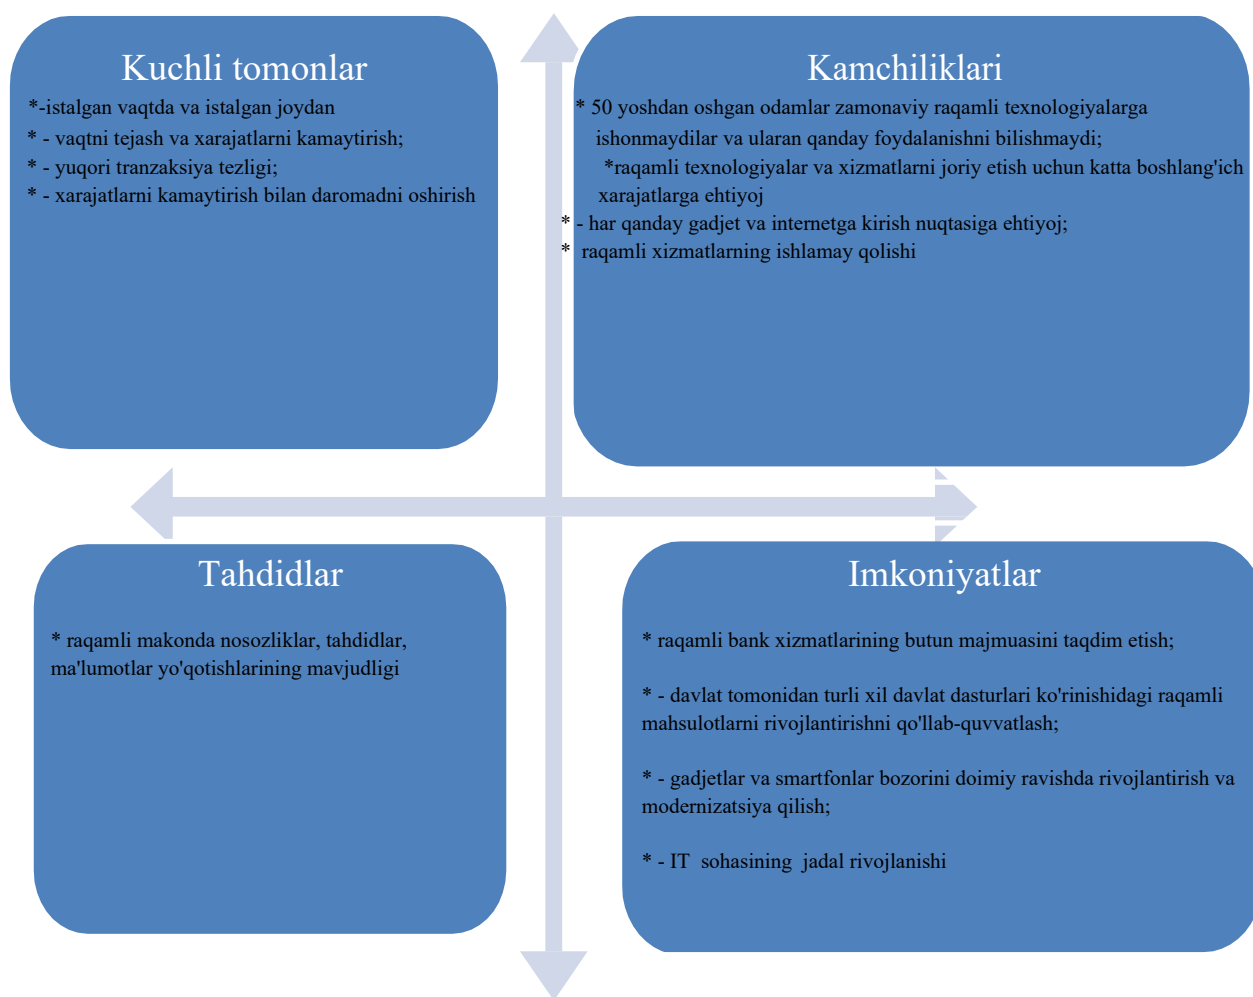 Kuchli tomonlar
*-istalgan vaqtda va istalgan joydan
* - vaqtni tejash va xarajatlarni kamaytirish;
* - yuqori tranzaksiya tezligi;
* - xarajatlarni kamaytirish bilan daromadni oshirish
Kamchiliklari
* 50 yoshdan oshgan odamlar zamonaviy raqamli texnologiyalarga
ishonmaydilar va ularan qanday foydalanishni bilishmaydi;
*raqamli texnologiyalar va xizmatlarni joriy etish uchun katta boshlang'ich
xarajatlarga ehtiyoj
* - har qanday gadjet va internetga kirish nuqtasiga ehtiyoj;
* raqamli xizmatlarning ishlamay qolishi
Tahdidlar
* raqamli makonda nosozliklar, tahdidlar,
ma'lumotlar yo'qotishlarining mavjudligi
Imkoniyatlar
* raqamli bank xizmatlarining butun majmuasini taqdim etish;
* - davlat tomonidan turli xil davlat dasturlari ko'rinishidagi raqamli
mahsulotlarni rivojlantirishni qo'llab-quvvatlash;
* - gadjetlar va smartfonlar bozorini doimiy ravishda rivojlantirish va
modernizatsiya qilish;
* - IT sohasining jadal rivojlanishi